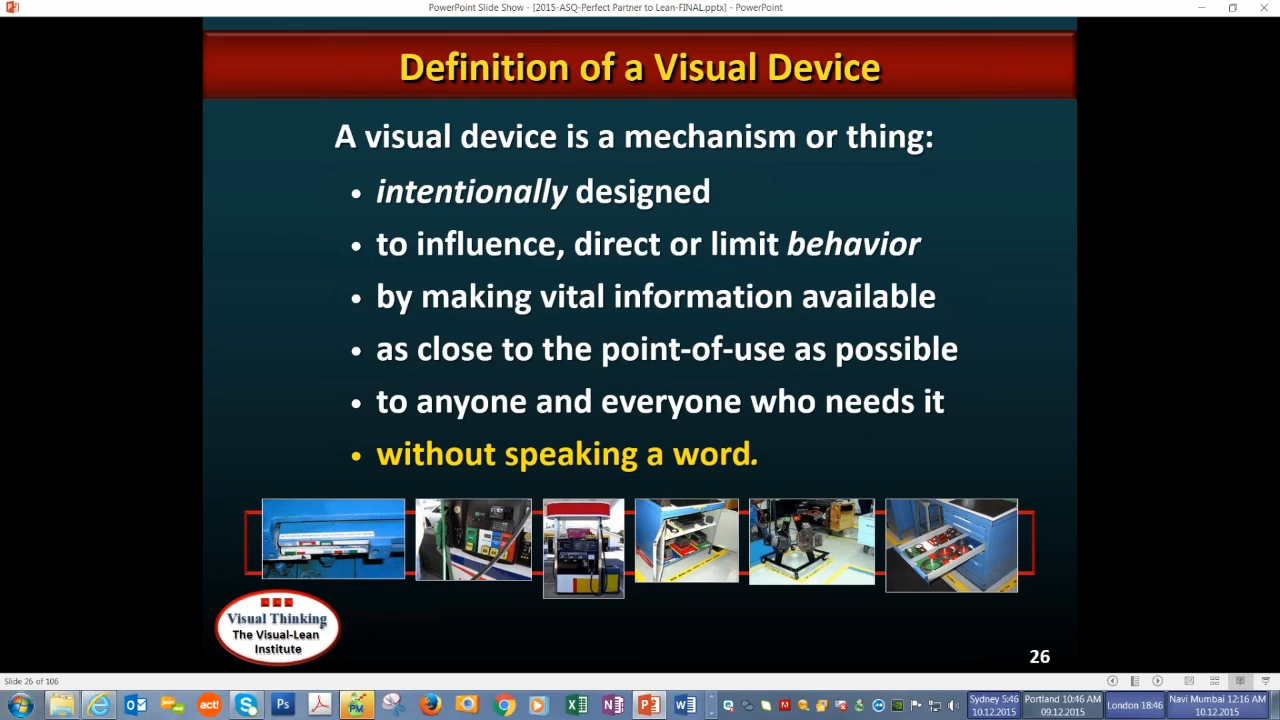 PowerPoint Slide Show - [2015-ASQ-Perfect Partner to Lean-FINAL.pptx] - PowerPoint
Definition of a Visual Device
A visual device is a mechanism or thing:
• intentionally designed
• to influence, direct or limit behavior
• by making vital information available
• as close to the point-of-use as possible
• to anyone and everyone who needs it
• without speaking a word.
Visual Thinking
The Visual-Lean
Institute
26
Slide 26 of 106
act!
Ps
PM
Sydney 5:46
10.12.2015
Portland 10:46 AM
09.12.2015
London 18:46
Navi Mumbai 12:16 AM
10.12.2015